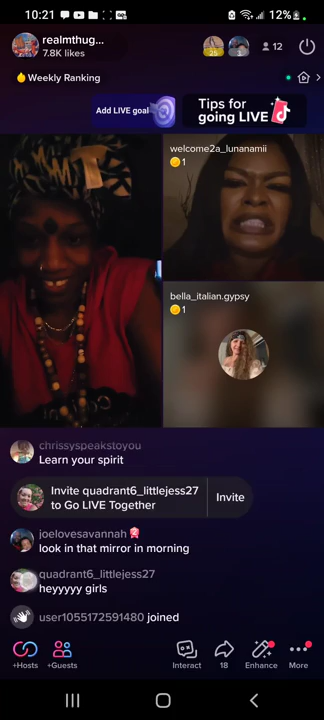 10:21
12%
realmthug...
7.8K likes
25
1
12
Weekly Ranking
Add LIVE goal
Tips for
going LIVE
welcome2a_lunanamii
1
bella_italian.gypsy
1
chrissyspeakstoyou
Learn your spirit
Invite quadrant6_littlejess27
to Go LIVE Together
Invite
joelovesavannah
look in that mirror in morning
quadrant6_littlejess27
heyyyyy girls
user1055172591480 joined
+Hosts
+Guests
Interact
18
Enhance
More